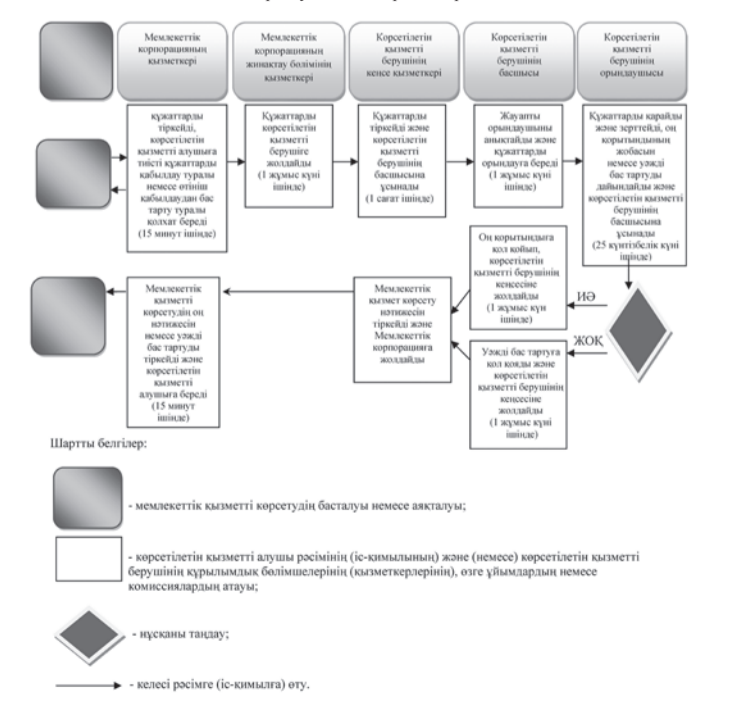 Мемлекеттік
корпорацияның
қызметкері
Мемлекеттік
корпорацияның
жинақтау бөлімінің
қызметкері
Көрсетілетін
қызметті
берушінің
кеңсе қызметкері
Көрсетілетін
қызметті
берушінің
басшысы
Көрсетілетін
қызметті
берушінің
орындаушысы
құжаттарды
тіркейді,
көрсетілетін
қызметті алушыға
тиісті құжаттарды
қабылдау туралы
немесе өтініш
қабылдаудан бас
тарту туралы
қолхат береді
(15 минут ішінде)
Құжаттарды
көрсетілетін
қызметті
берушіге
жолдайды
(1 жұмыс күні
ішінде)
Құжаттарды
тіркейді және
көрсетілетін
қызметті
берушінің
басшысына
ұсынады
(1 сағат ішінде)
Жауапты
орындаушыны
анықтайды және
құжаттарды
орындауға береді
(1 жұмыс күні
ішінде)
Құжаттарды қарайды
және зерттейді, оң
қорытындының
жобасын
немесе уәжді
бас тартуды
дайындайды және
көрсетілетін қызметті
берушінің
басшысына
ұсынады
(25 күнтізбелік күні
ішінде)
Оң қорытындыға
қол қойып,
көрсетілетін
қызметті берушінің
кеңсесіне
жолдайды
(1 жұмыс күн
ішінде)
ИӘ
ЖОҚ
Уәжді бас тартуға
қол қояды және
көрсетілетін
қызметті берушінің
кеңсесіне
жолдайды
(1 жұмыс күні
ішінде)
Мемлекеттік
қызмет көрсету
нәтижесін
тіркейді және
Мемлекеттік
корпорацияға
жолдайды
Мемлекеттік
қызметті
көрсетудің оң
нәтижесін
немесе уәжді
бас тартуды
тіркейді және
көрсетілетін
қызметті
алушыға береді
(15 минут
ішінде)
Шартты белгілер:
- мемлекеттік қызметті көрсетудің басталуы немесе аяқталуы;
- көрсетілетін қызметті алушы рәсімінің (іс-қимылының) және (немесе) көрсетілетін қызметті
берушінің құрылымдық бөлімшелерінің (қызметкерлерінің), өзге ұйымдардың немесе
комиссиялардың атауы;
- нұсқаны таңдау;
- келесі рәсімге (іс-қимылға) өту.